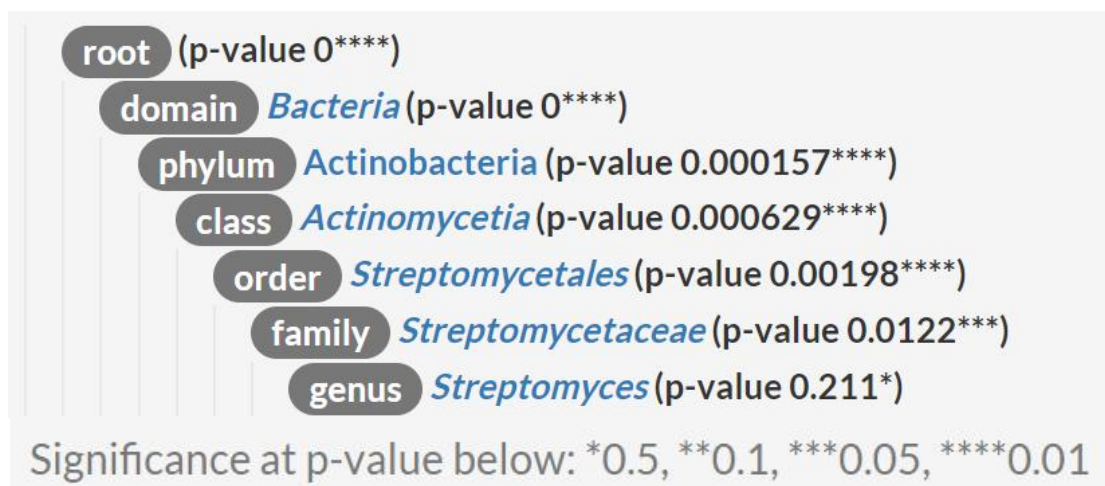 root (p-value 0****)
domain Bacteria (p-value 0****)
phylum Actinobacteria (p-value 0.000157****)
class Actinomycetia (p-value 0.000629****)
order Streptomycetales (p-value 0.00198****)
family Streptomycetaceae (p-value 0.0122***)
genus Streptomyces (p-value 0.211*)
Significance at p-value below: *0.5, **0.1, ***0.05, ****0.01